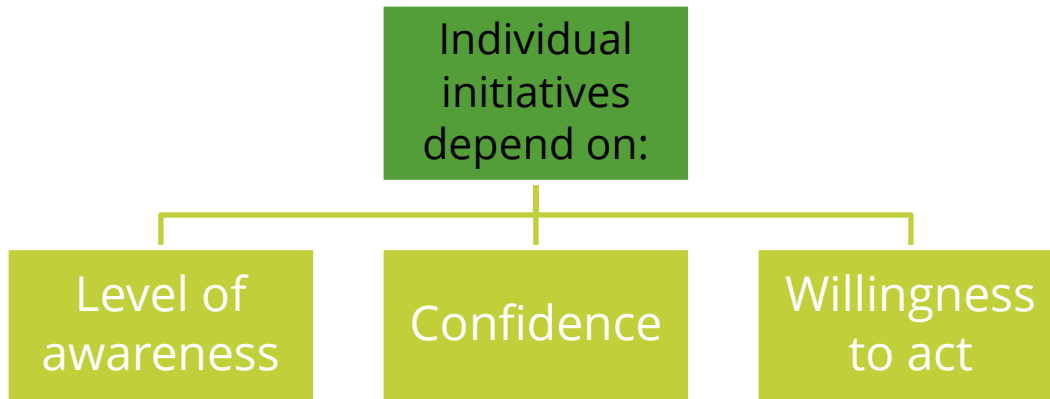 Individual
initiatives
depend on:
Level of
awareness
Confidence
Willingness
to act